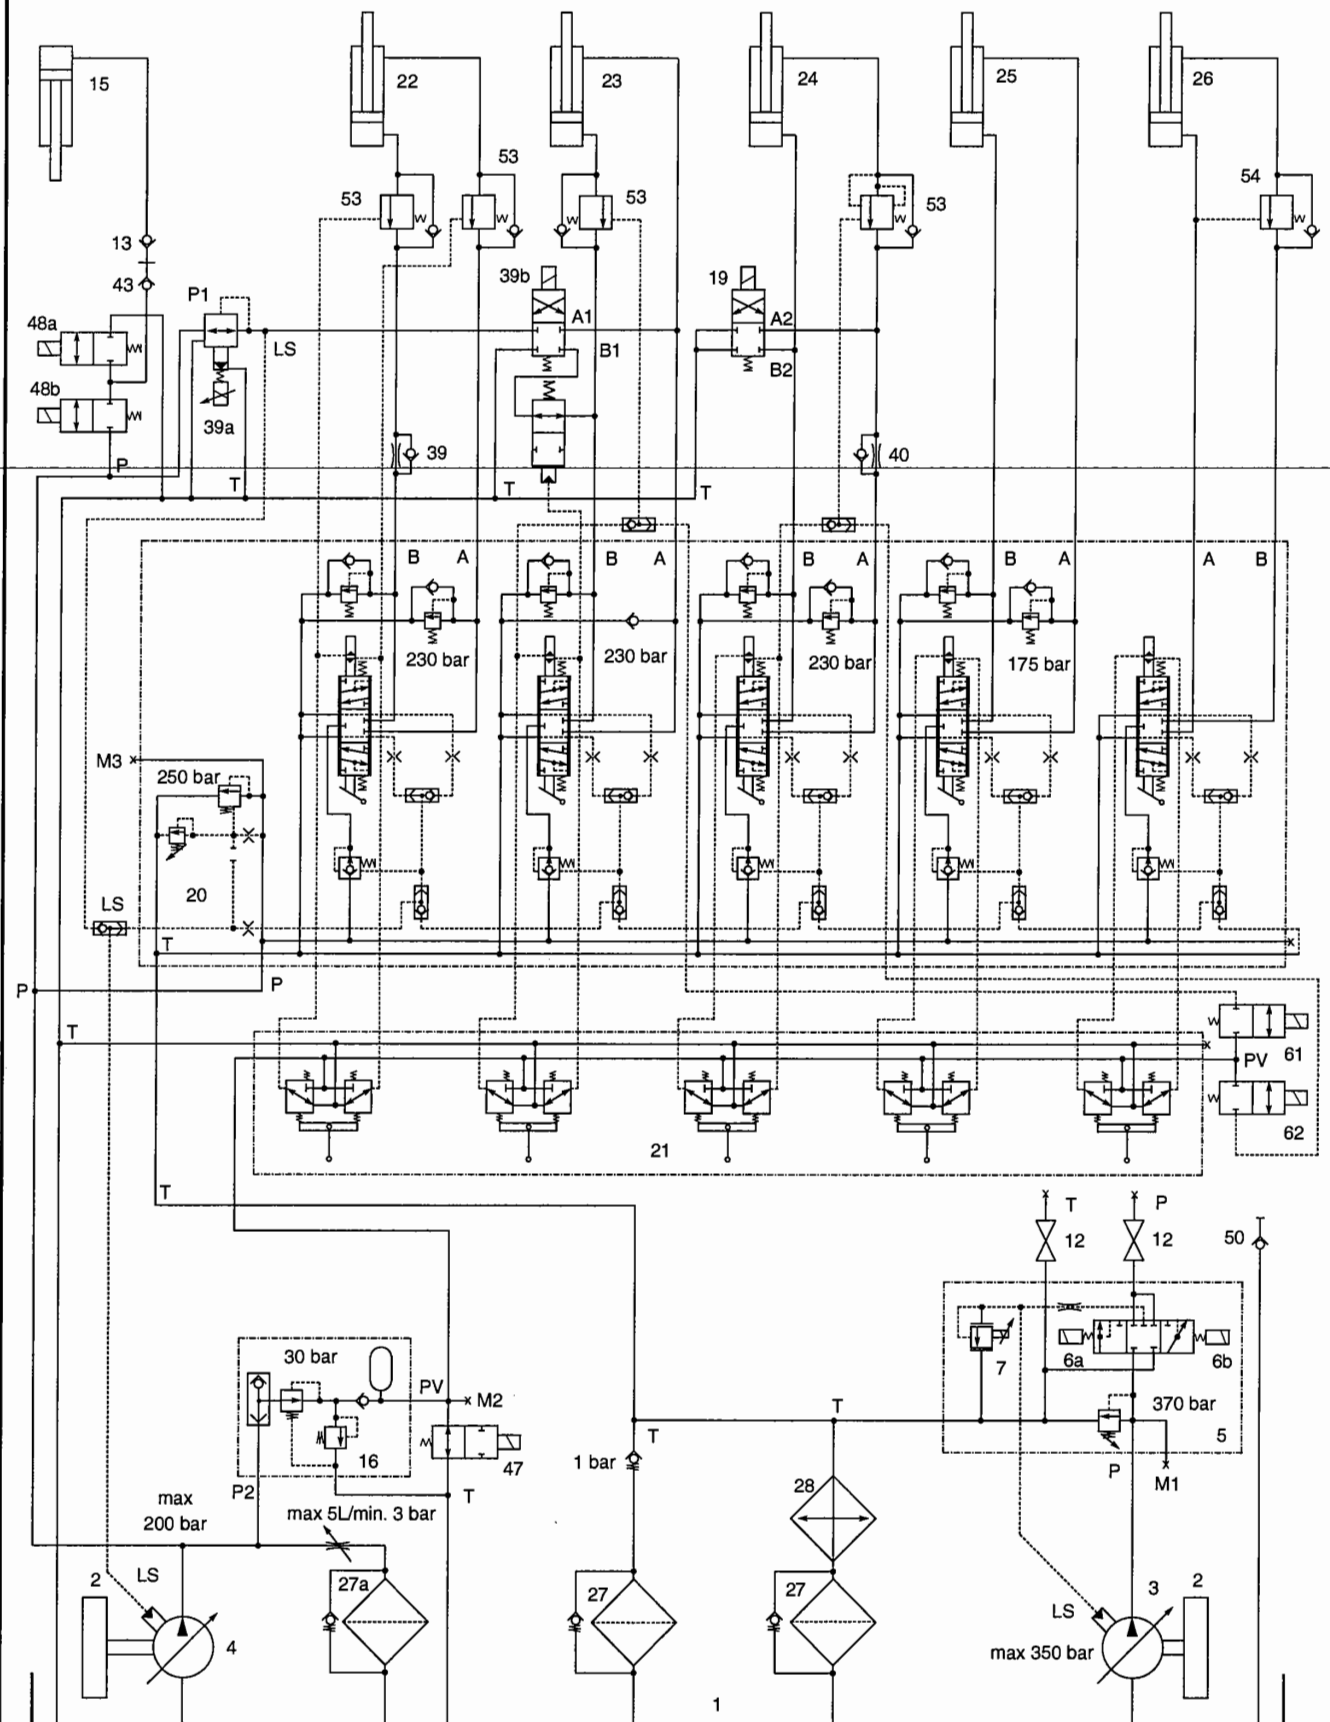 15
22
23
24
25
26
53
53
53
53
54
13
43
P1
39b
19
48a
A1
A2
LS
B1
B2
48b
39a
39
40
P
T
T
T
B A
B A
B A
B A
A B
230 bar
230 bar
230 bar
175 bar
M3
250 bar
20
LS
T
P
P
T
61
PV
62
21
T
T P
12 12
50
30 bar
7
6a
6b
PV
M2
370 bar
T
T
5
16
47
1 bar
P
M1
P2
T
28
max
200 bar
max 5L/min. 3 bar
2
LS
27a
27
27
3
2
LS
4
max 350 bar
1